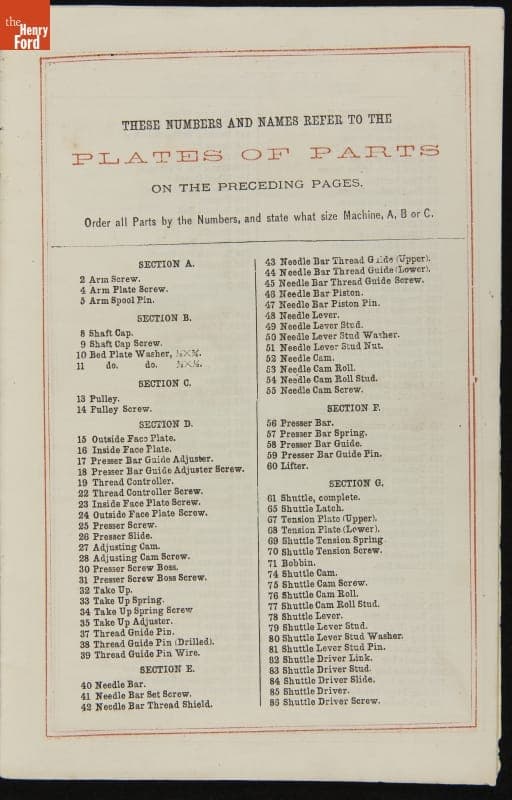 the
Henry
Ford
THESE NUMBERS AND NAMES REFER TO THE
PLATES OF PARTS
ON THE PRECEDING PAGES.
Order all Parts by the Numbers, and state what size Machine, A, B or C.
SECTION A.
2 Arm Screw.
4 Arm Plate Screw.
5 Arm Spool Pin.
SECTION B.
8 Shaft Cap.
9 Shaft Cap Screw.
10 Bed Plate Washer,
11 do. do.
SECTION C.
13 Pulley.
14 Pulley Screw.
SECTION D.
15 Outside Face Plate.
16 Inside Face Plate.
17 Presser Bar Guide Adjuster.
18 Presser Bar Guide Adjuster Screw.
19 Thread Controller.
22 Thread Controller Screw.
23 Inside Face Plate Screw.
24 Outside Face Plate Screw.
25 Presser Screw.
26 Presser Slide.
27 Adjusting Cam.
28 Adjusting Cam Screw.
30 Presser Screw Boss.
31 Presser Screw Boss Screw.
32 Take Up.
33 Take Up Spring.
34 Take Up Spring Screw
35 Take Up Adjuster.
37 Thread Guide Pin.
38 Thread Guide Pin (Drilled).
39 Thread Guide Pin Wire.
SECTION E.
40 Needle Bar.
41 Needle Bar Set Screw.
42 Needle Bar Thread Shield.
43 Needle Bar Thread Guide (Upper).
44 Needle Bar Thread Guide (Lower).
45 Needle Bar Thread Guide Screw.
46 Needle Bar Piston.
47 Needle Bar Piston Pin.
48 Needle Lever.
49 Needle Lever Stud.
50 Needle Lever Stud Washer.
51 Needle Lever Stud Nut.
52 Needle Cam.
53 Needle Cam Roll.
54 Needle Cam Roll Stud.
55 Needle Cam Screw.
SECTION F.
56 Presser Bar.
57 Presser Bar Spring.
58 Presser Bar Guide.
59 Presser Bar Guide Pin.
60 Lifter.
SECTION G.
61 Shuttle, complete.
65 Shuttle Latch.
67 Tension Plate (Upper).
68 Tension Plate (Lower).
69 Shuttle Tension Spring
70 Shuttle Tension Screw.
71 Bobbin.
74 Shuttle Cam.
75 Shuttle Cam Screw.
76 Shuttle Cam Roll.
77 Shuttle Cam Roll Stud.
78 Shuttle Lever.
79 Shuttle Lever Stud.
80 Shuttle Lever Stud Washer.
81 Shuttle Lever Stud Pin.
82 Shuttle Driver Link.
83 Shuttle Driver Stud.
84 Shuttle Driver Slide.
85 Shuttle Driver.
86 Shuttle Driver Screw.